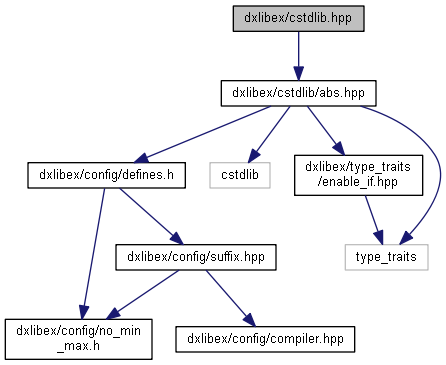 dxlibex/cstdlib.hpp
dxlibex/cstdlib/abs.hpp
dxlibex/config/defines.h
cstdlib
dxlibex/type_traits
/enable_if.hpp
dxlibex/config/suffix.hpp
type_traits
dxlibex/config/no_min
_max.h
dxlibex/config/compiler.hpp